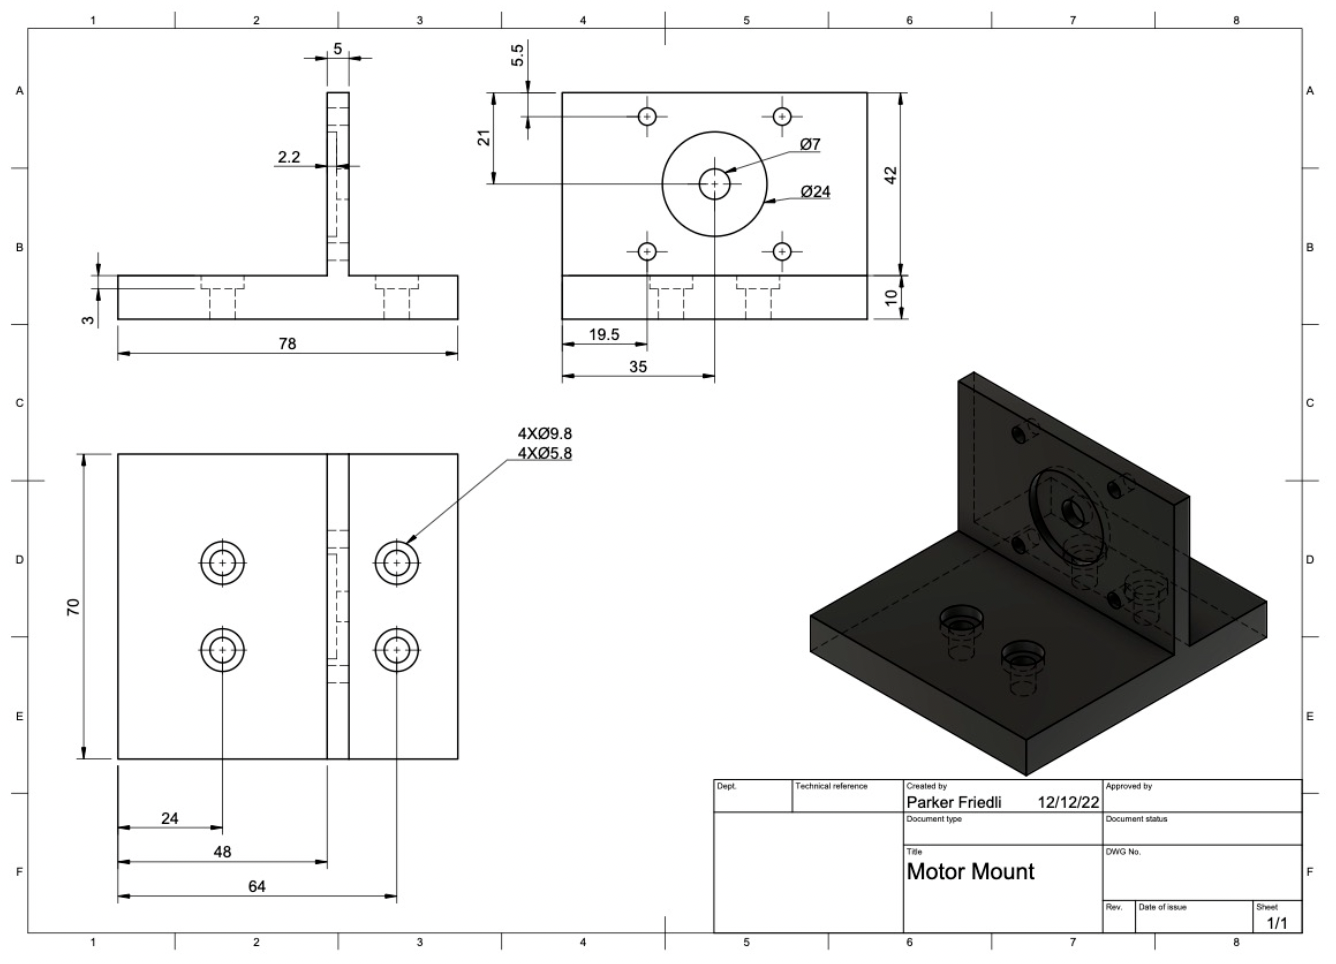 1 2 3 4 5 6 7 8
A A
B B
C C
D D
E E
F F
5
2.2
3
78
5.5
21
Ø7
Ø24
42
10
19.5
35
4XØ9.8
4XØ5.8
70
24
48
64
Dept.
Technical reference
Created by
Parker Friedli 12/12/22
Approved by
Document type
Document status
Title
Motor Mount
DWG No.
Rev.
Date of issue
Sheet
1/1
1 2 3 4 5 6 7 8